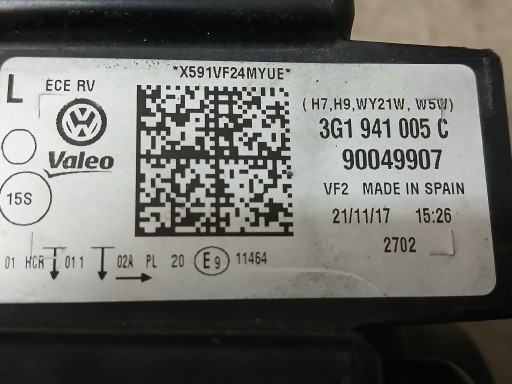 *X591VF24MYUE*
L ECE RV
(H7,H9,WY21W, W5W)
3G1 941 005 C
Valeo
90049907
VF2 MADE IN SPAIN
15S
21/11/17 15:26
2702
01 HCR 011 02A PL 20 E9 11464